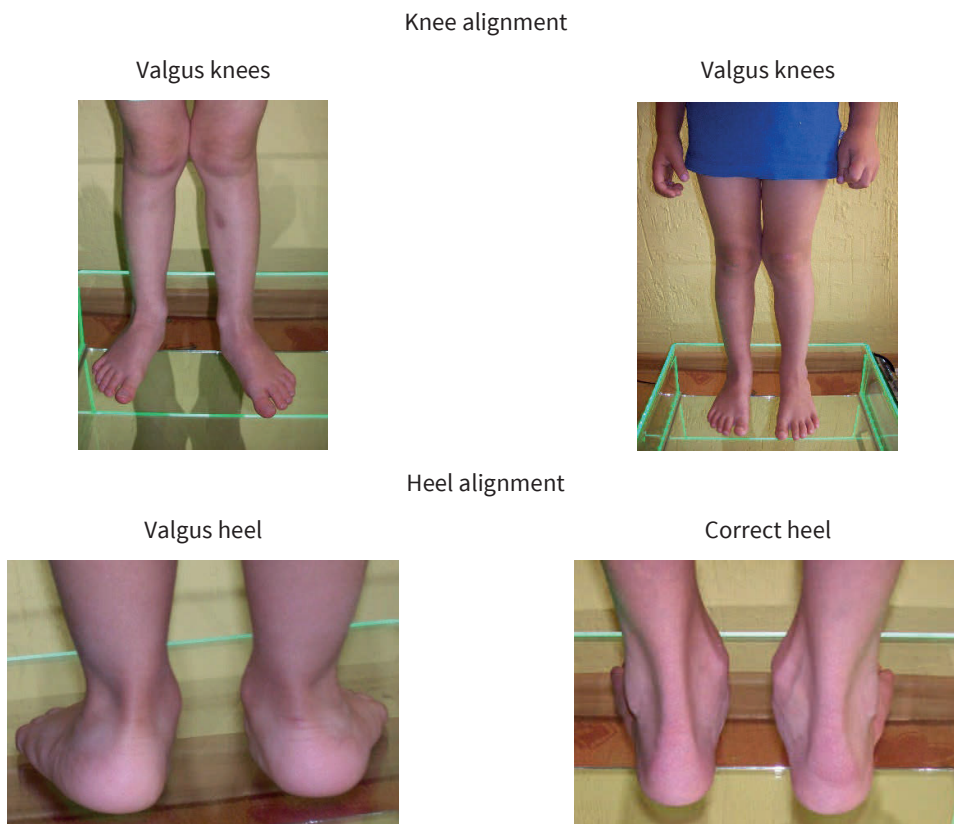 Knee alignment
Valgus knees
Valgus knees
Heel alignment
Valgus heel
Correct heel